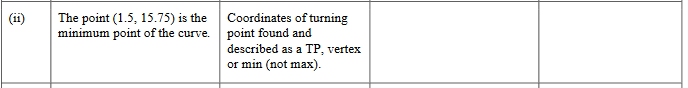 (ii)
The point (1.5, 15.75) is the
minimum point of the curve.
Coordinates of turning
point found and
described as a TP, vertex
or min (not max).